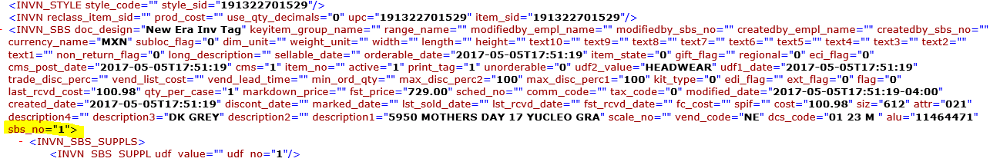 <INVN_STYLE style_code="" style_sid="191322701529"/>
<INVN reclass_item_sid="" prod_cost="" use_qty_decimals="0" upc="191322701529" item_sid="191322701529"/>
- <INVN_SBS doc_design="New Era Inv Tag" keyitem_group_name="" range_name="" modifiedby_empl_name="" modifiedby_sbs_no="" createdby_empl_name="" createdby_sbs_no=""
currency_name="MXN" subloc_flag="0" dim_unit="" weight_unit="" width="" length="" height="" text10="" text9="" text8="" text7="" text6="" text5="" text4="" text3="" text2=""
text1="" non_return_flag="0" long_description="" sellable_date="" orderable_date="2017-05-05T17:51:19" item_state="0" gift_flag="" regional="0" eci_flag="0"
cms_post_date="2017-05-05T17:51:19" cms="1" item_no="" active="1" print_tag="1" unorderable="0" udf2_value="HEADWEAR" udf1_date="2017-05-05T17:51:19"
trade_disc_perc="" vend_list_cost="" vend_lead_time="" min_ord_qty="" max_disc_perc2="100" max_disc_perc1="100" kit_type="0" edi_flag="" ext_flag="0" flag="0"
last_rcvd_cost="100.98" qty_per_case="1" markdown_price="" fst_price="729.00" sched_no="" comm_code="" tax_code="0" modified_date="2017-05-05T17:51:19-04:00"
created_date="2017-05-05T17:51:19" discont_date="" marked_date="" lst_sold_date="" lst_rcvd_date="" fst_rcvd_date="" fc_cost="" spif="" cost="100.98" siz="612" attr="021"
description4="" description3="DK GREY" description2="" description1="5950 MOTHERS DAY 17 YUCLEO GRA" scale_no="" vend_code="NE" dcs_code="01 23 M " alu="11464471"
sbs_no="1">
- <INVN_SBS_SUPPLS>
<INVN_SBS_SUPPL udf_value="" udf_no="1"/>